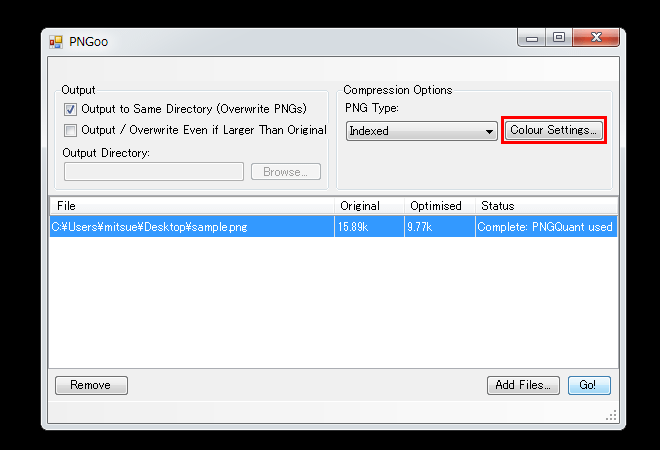 PNGoo
Output
Output to Same Directory (Overwrite PNGs)
Output / Overwrite Even if Larger Than Original
Output Directory:
Browse...
Compression Options
PNG Type:
Indexed
Colour Settings...
File Original Optimised Status
C:¥Users¥mitsue¥Desktop¥sample.png 15.89k 9.77k Complete: PNGQuant used
Remove
Add Files...
Go!